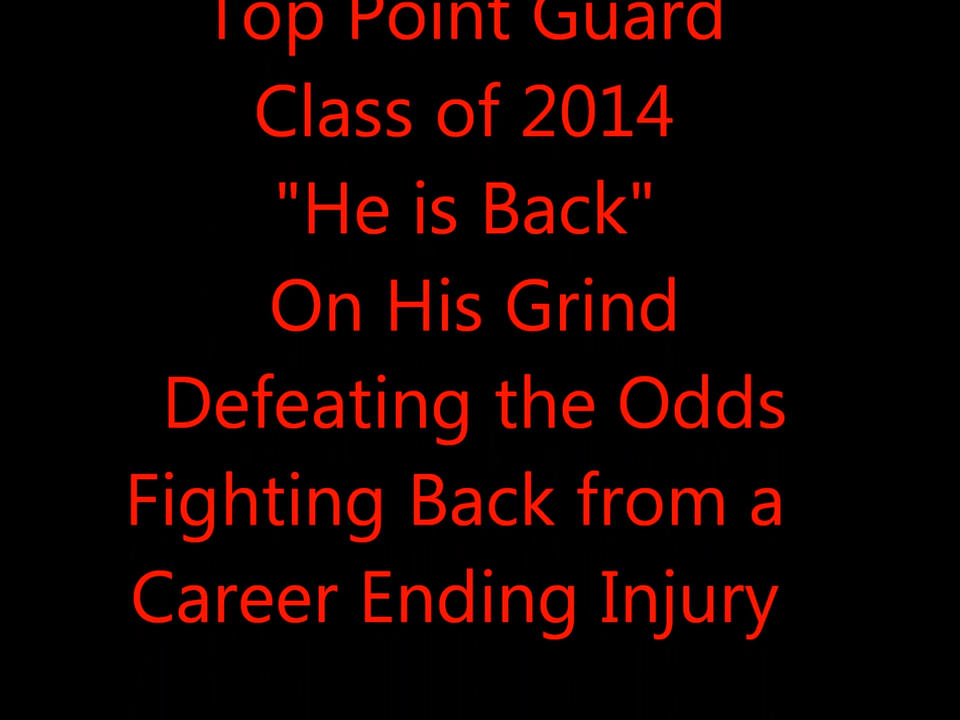 Top Point Guard
Class of 2014
"He is Back"
On His Grind
Defeating the Odds
Fighting Back from a
Career Ending Injury